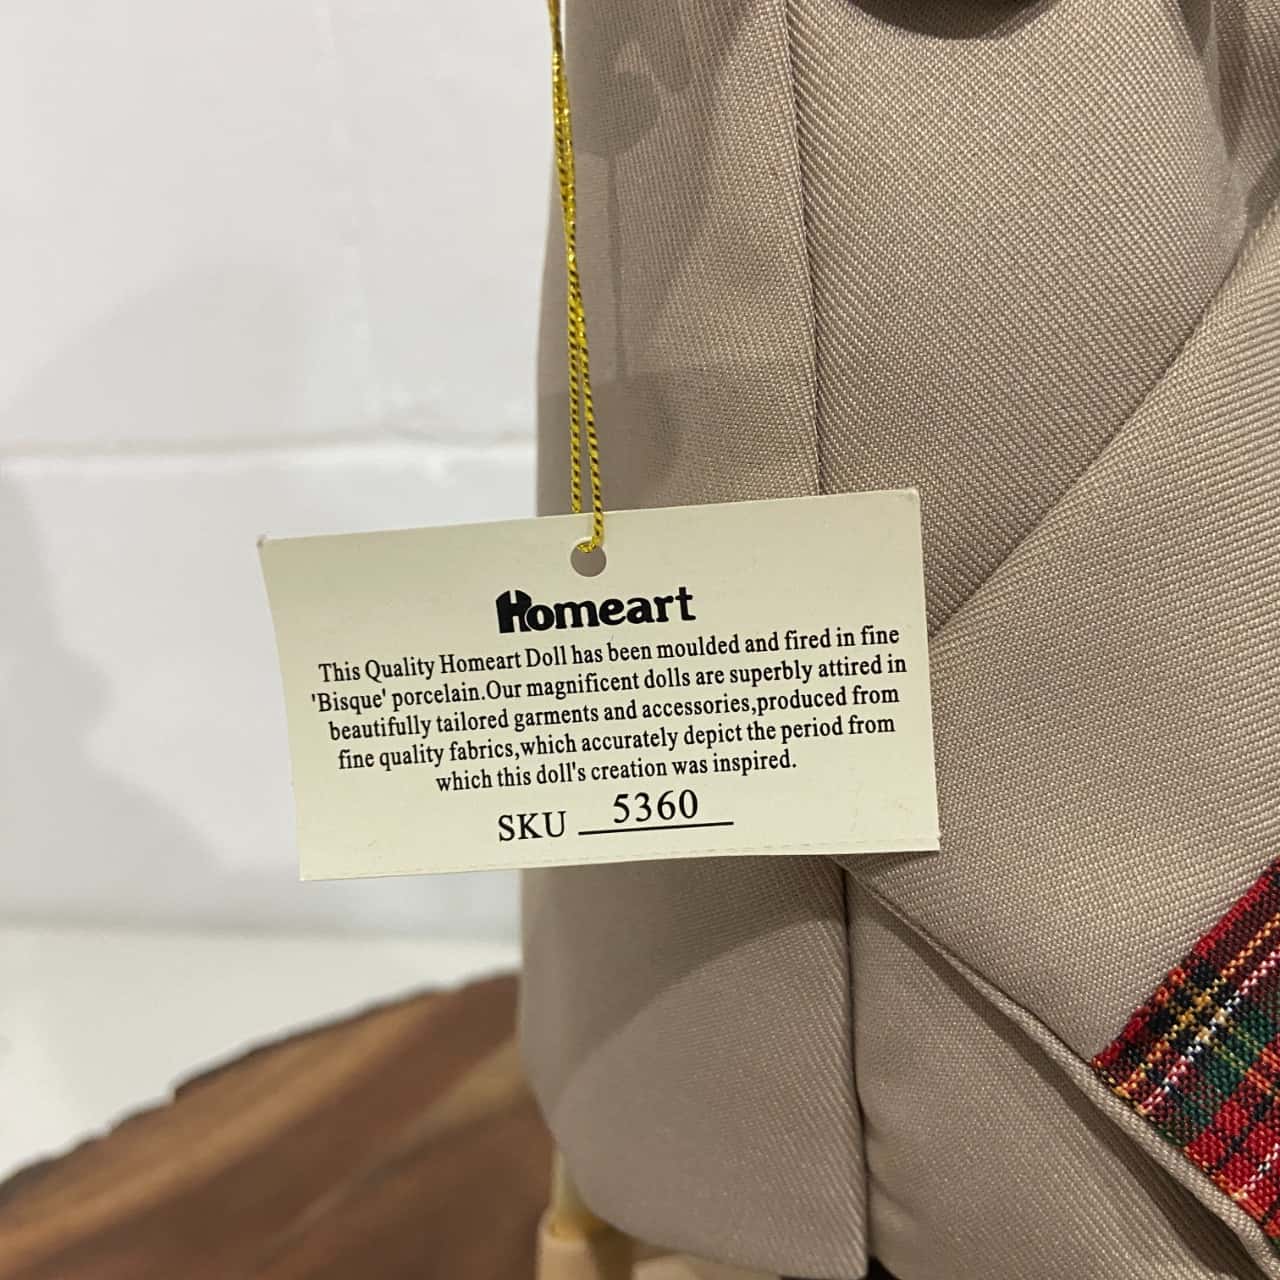 Homeart
This Quality Homeart Doll has been moulded and fired in fine
'Bisque' porcelain.Our magnificent dolls are superbly attired in
beautifully tailored garments and accessories,produced from
fine quality fabrics,which accurately depict the period from
which this doll's creation was inspired.
SKU 5360